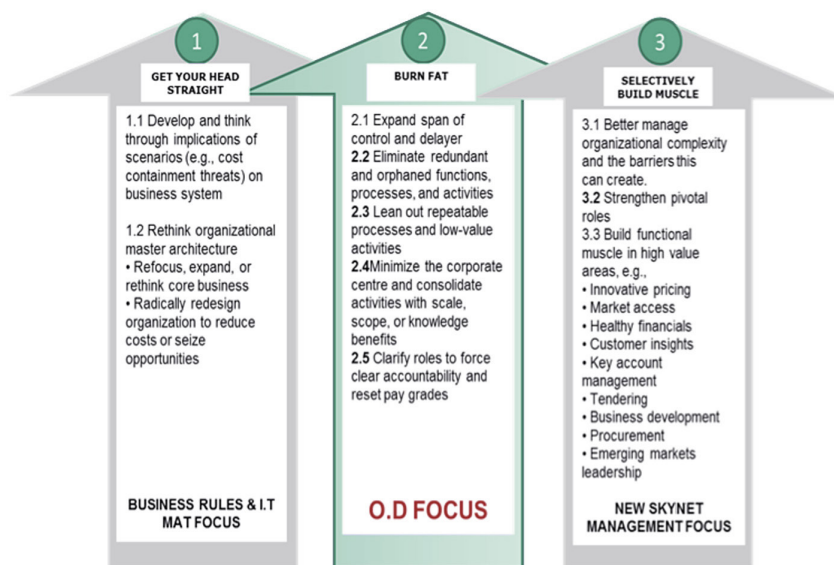 1
GET YOUR HEAD
STRAIGHT
1.1 Develop and think
through implications of
scenarios (e.g., cost
containment threats) on
business system
1.2 Rethink organizational
master architecture
• Refocus, expand, or
rethink core business
• Radically redesign
organization to reduce
costs or seize
opportunities
BUSINESS RULES & I.T
MAT FOCUS
2
BURN FAT
2.1 Expand span of
control and delayer
2.2 Eliminate redundant
and orphaned functions,
processes, and activities
2.3 Lean out repeatable
processes and low-value
activities
2.4Minimize the corporate
centre and consolidate
activities with scale,
scope, or knowledge
benefits
2.5 Clarify roles to force
clear accountability and
reset pay grades
O.D FOCUS
3
SELECTIVELY
BUILD MUSCLE
3.1 Better manage
organizational complexity
and the barriers this
can create.
3.2 Strengthen pivotal
roles
3.3 Build functional
muscle in high value
areas, e.g.,
• Innovative pricing
• Market access
• Healthy financials
• Customer insights
• Key account
management
• Tendering
• Business development
• Procurement
• Emerging markets
leadership
NEW SKYNET
MANAGEMENT FOCUS